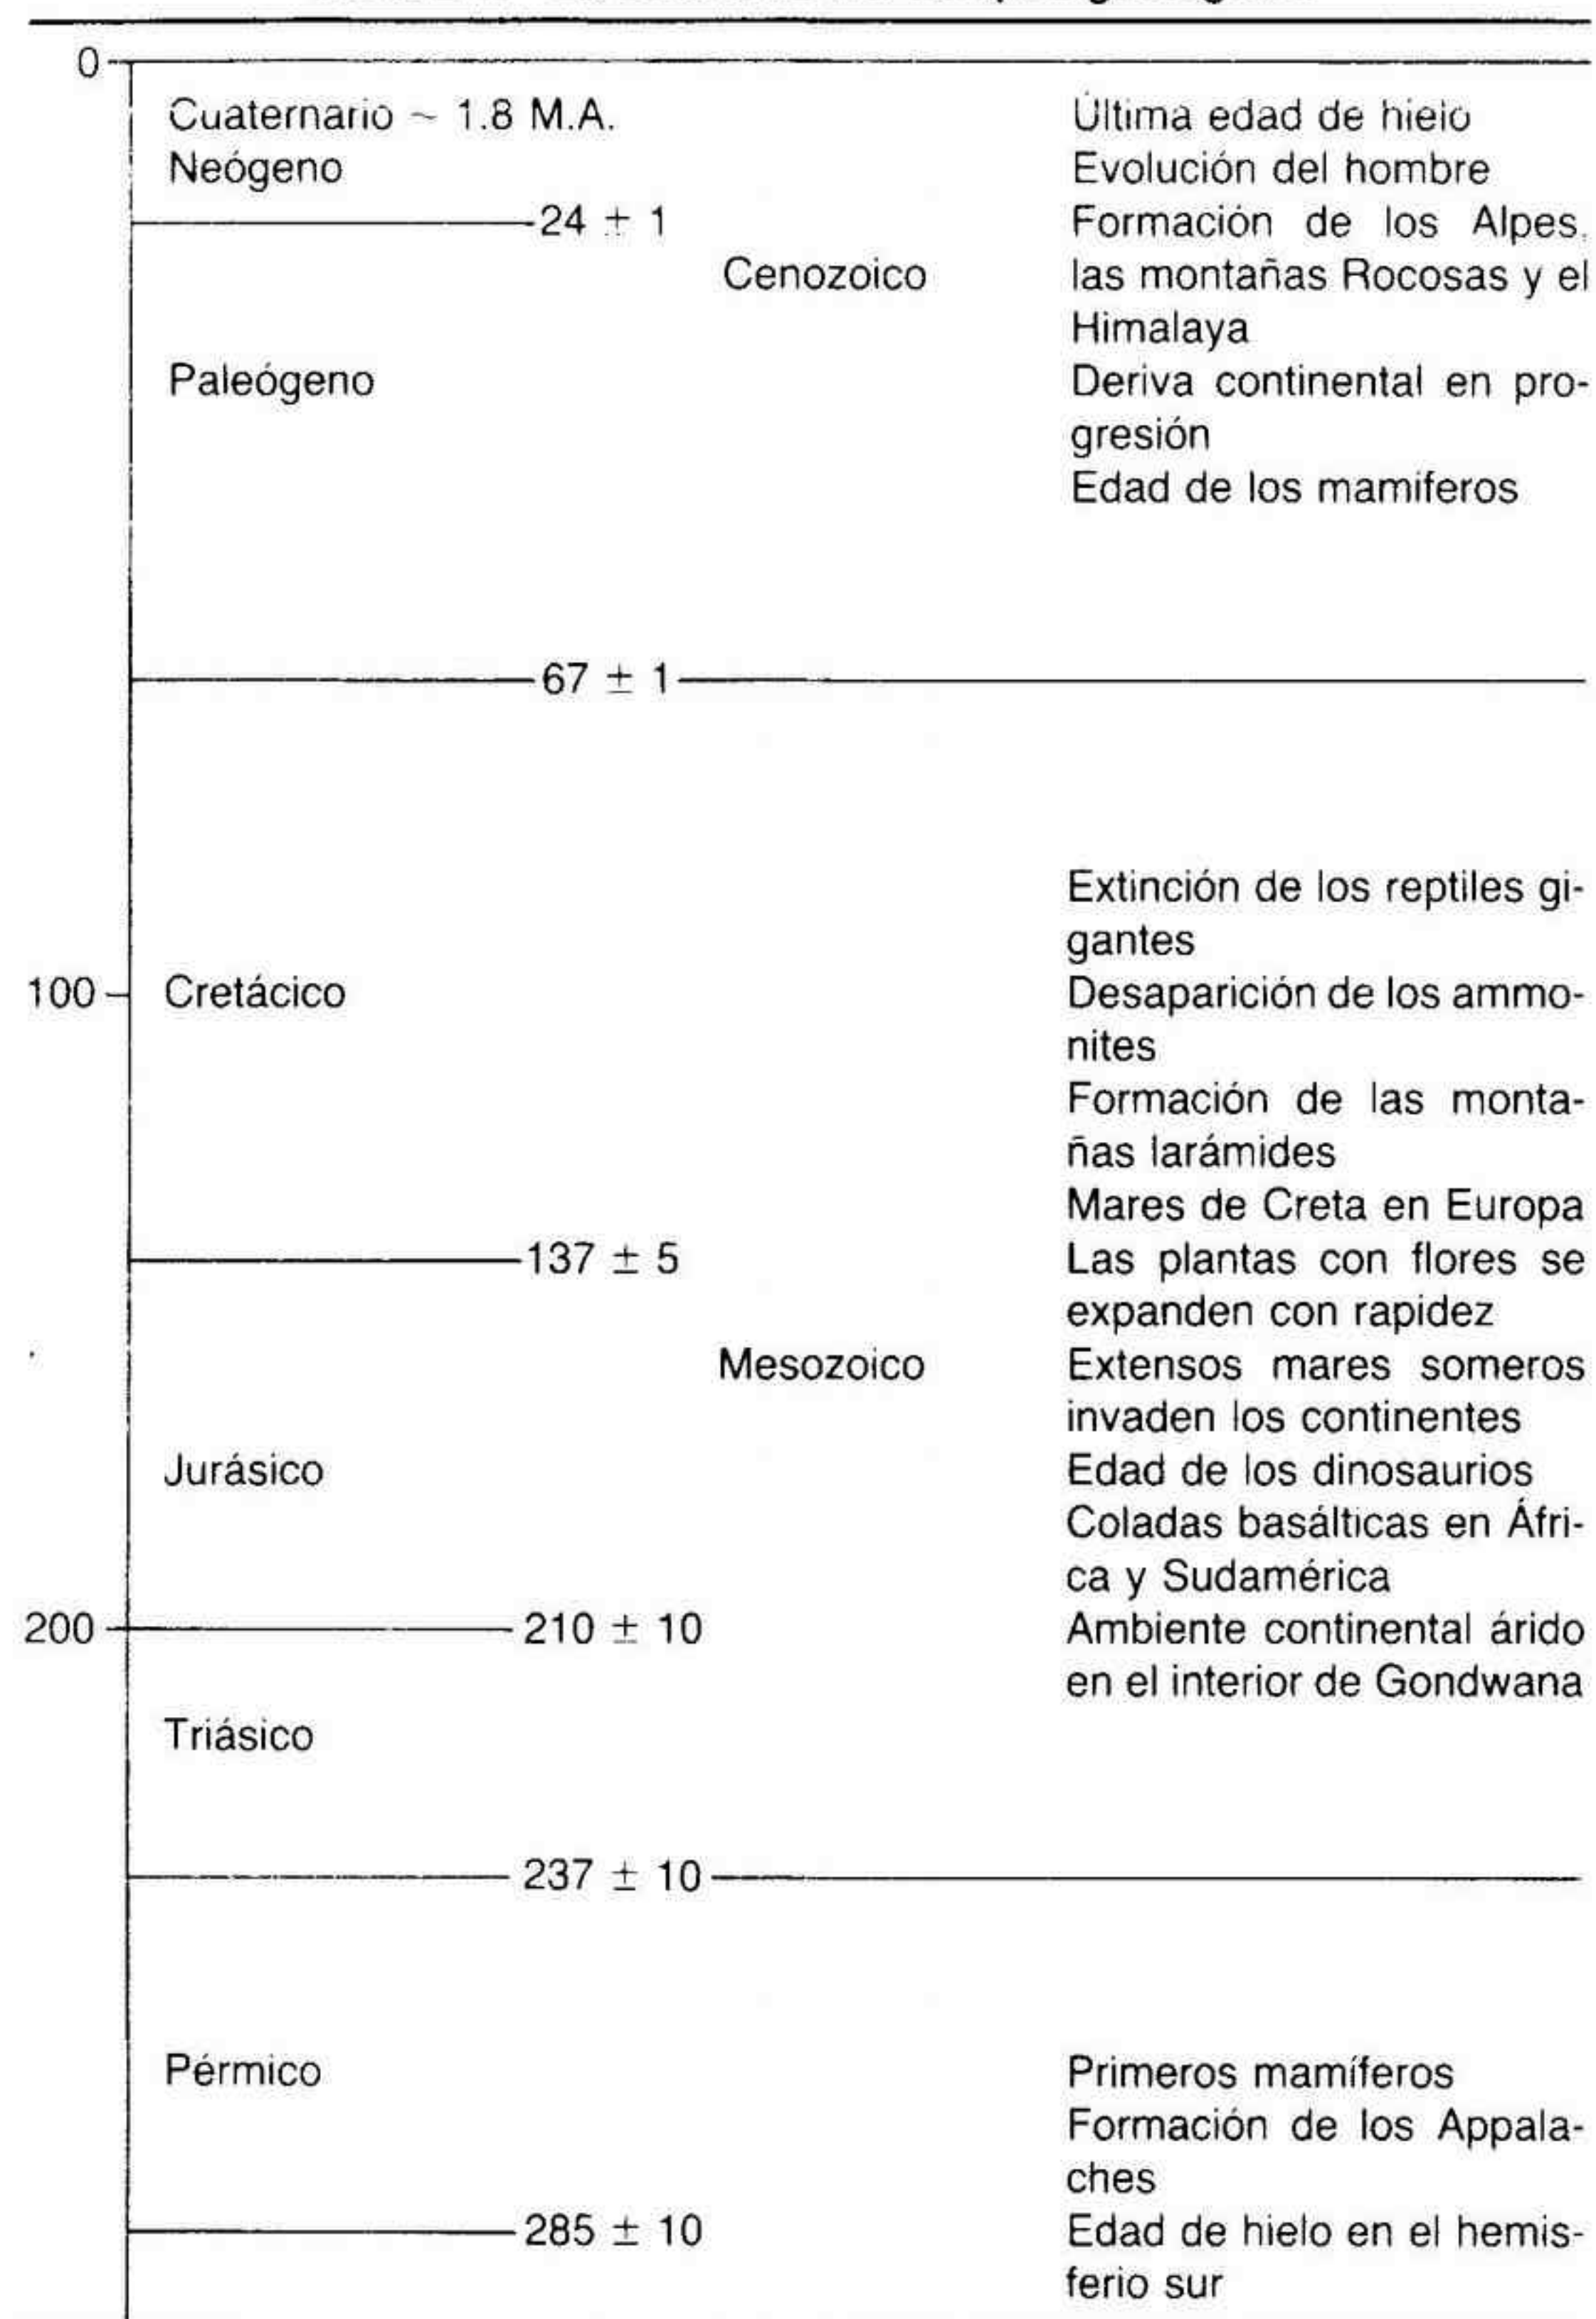 0
Cuaternario ~ 1.8 M.A.
Neógeno
24 ± 1
Cenozoico
Paleógeno
Última edad de hielo
Evolución del hombre
Formación de los Alpes,
las montañas Rocosas y el
Himalaya
Deriva continental en pro-
gresión
Edad de los mamiferos
67 ± 1
100
Cretácico
137 ± 5
Mesozoico
Jurásico
200
210 ± 10
Triásico
Extinción de los reptiles gi-
gantes
Desaparición de los ammo-
nites
Formación de las monta-
ñas larámides
Mares de Creta en Europa
Las plantas con flores se
expanden con rapidez
Extensos mares someros
invaden los continentes
Edad de los dinosaurios
Coladas basálticas en Áfri-
ca y Sudamérica
Ambiente continental árido
en el interior de Gondwana
237 ± 10
Pérmico
285 ± 10
Primeros mamíferos
Formación de los Appala-
ches
Edad de hielo en el hemis-
ferio sur